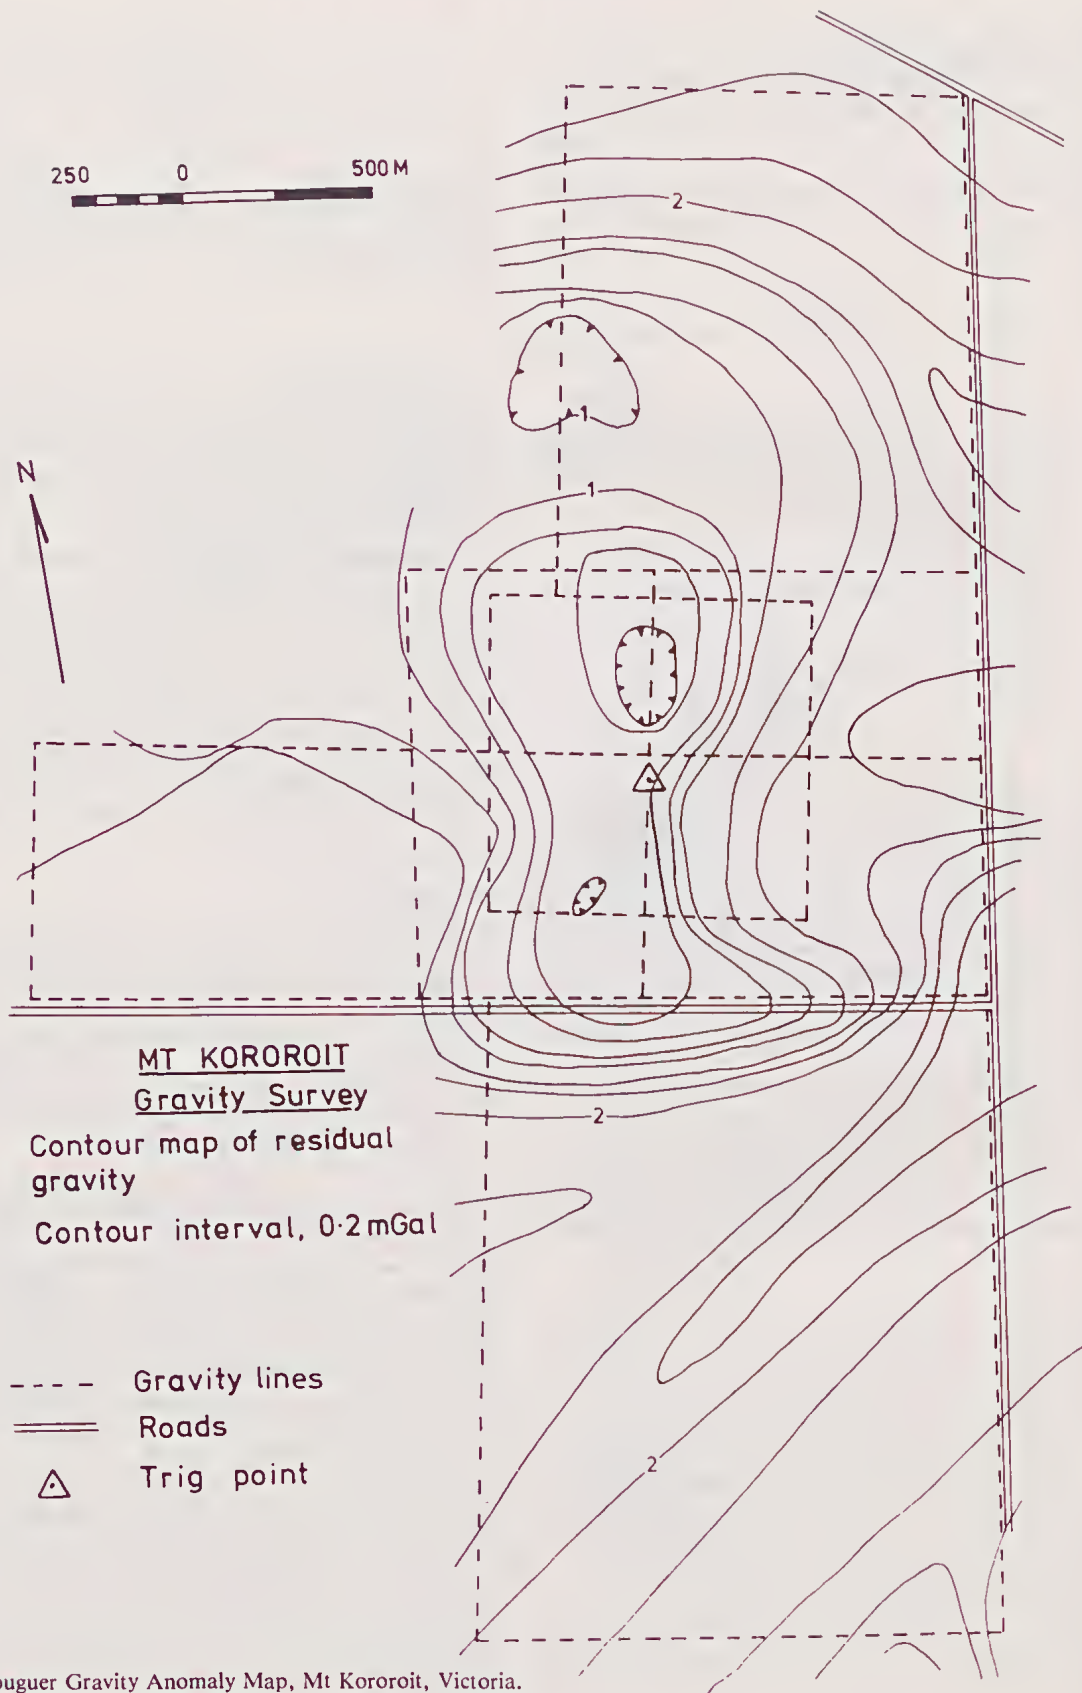 250 0 500 M
2
1
N
1
MT KOROROIT
Gravity Survey
Contour map of residual
gravity
Contour interval, 0·2 mGal
2
Gravity lines
Roads
Trig point
2
ouguer Gravity Anomaly Map, Mt Kororoit, Victoria.